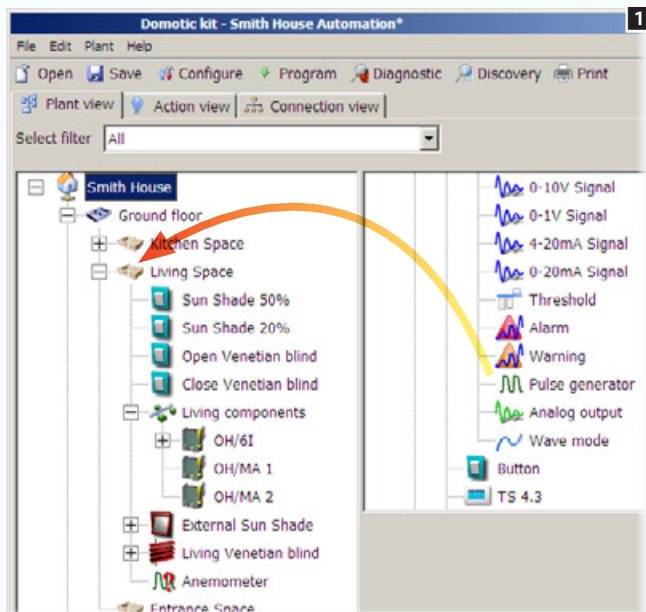 Domotic kit - Smith House Automation*
1
File Edit Plant Help
Open Save Configure Program Diagnostic Discovery Print
Plant view Action view Connection view
Select filter All
Smith House
Ground floor
Kitchen Space
Living Space
Sun Shade 50%
Sun Shade 20%
Open Venetian blind
Close Venetian blind
Living components
OH/6I
OH/MA 1
OH/MA 2
External Sun Shade
Living Venetian blind
Anemometer
Entrance Space
0-10V Signal
0-1V Signal
4-20mA Signal
0-20mA Signal
Threshold
Alarm
Warning
Pulse generator
Analog output
Wave mode
Button
TS 4.3